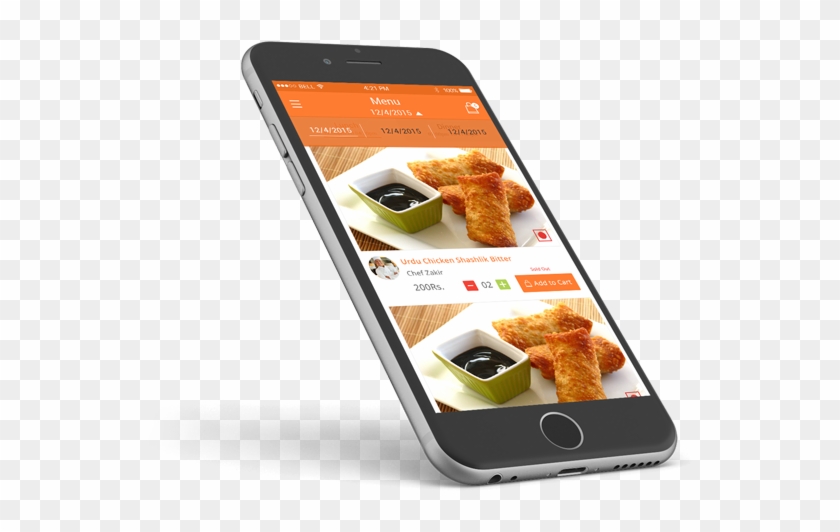 BELL 4:21 PM 100%
Menu
12/4/2015
12/4/2015 12/4/2015 12/4/2015
Urdu Chicken Shashlik Bitter
Chef Zakir
Sold Out
200Rs. 02 Add to Cart